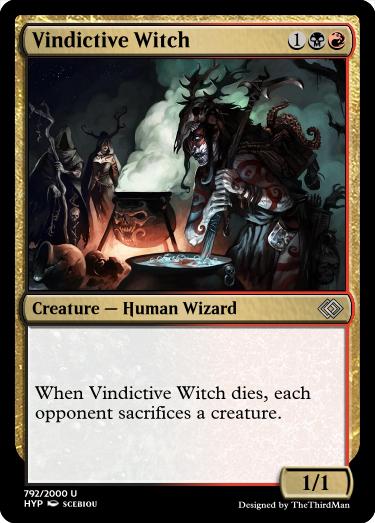 Vindictive Witch 1
Creature — Human Wizard
When Vindictive Witch dies, each
opponent sacrifices a creature.
1/1
792/2000 U
HYP SCEBIOU
Designed by TheThirdMan